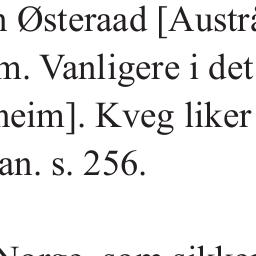 n Østeraad [Austrå
m. Vanligere i det
heim]. Kveg liker
an. s. 256.
Norge, som sikker